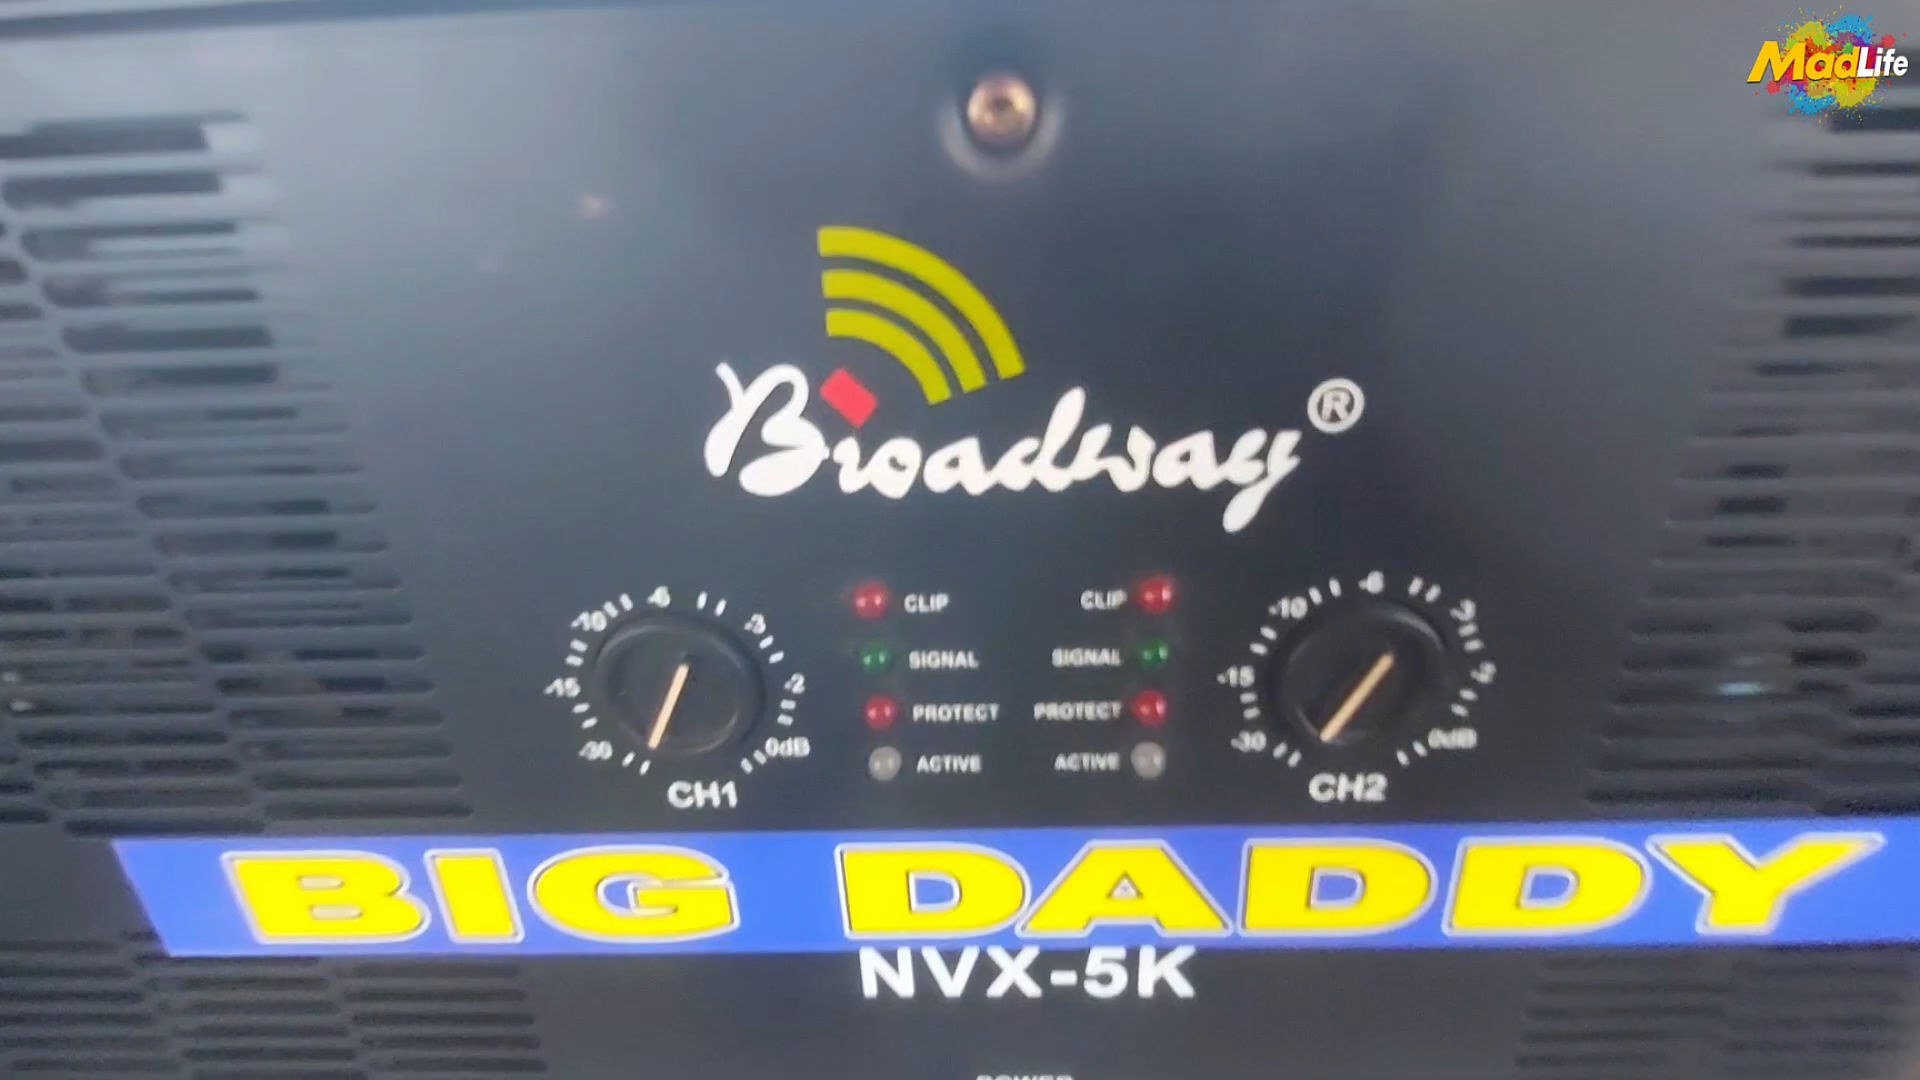 MadLife
Broadway®
-6
-6
-10
3
-10
3
CLIP
CLIP
SIGNAL
SIGNAL
-15
-2
-15
PROTECT
PROTECT
-30
0dB
-30
0dB
ACTIVE
ACTIVE
CH1
CH2
BIG DADDY
NVX-5K
POWER